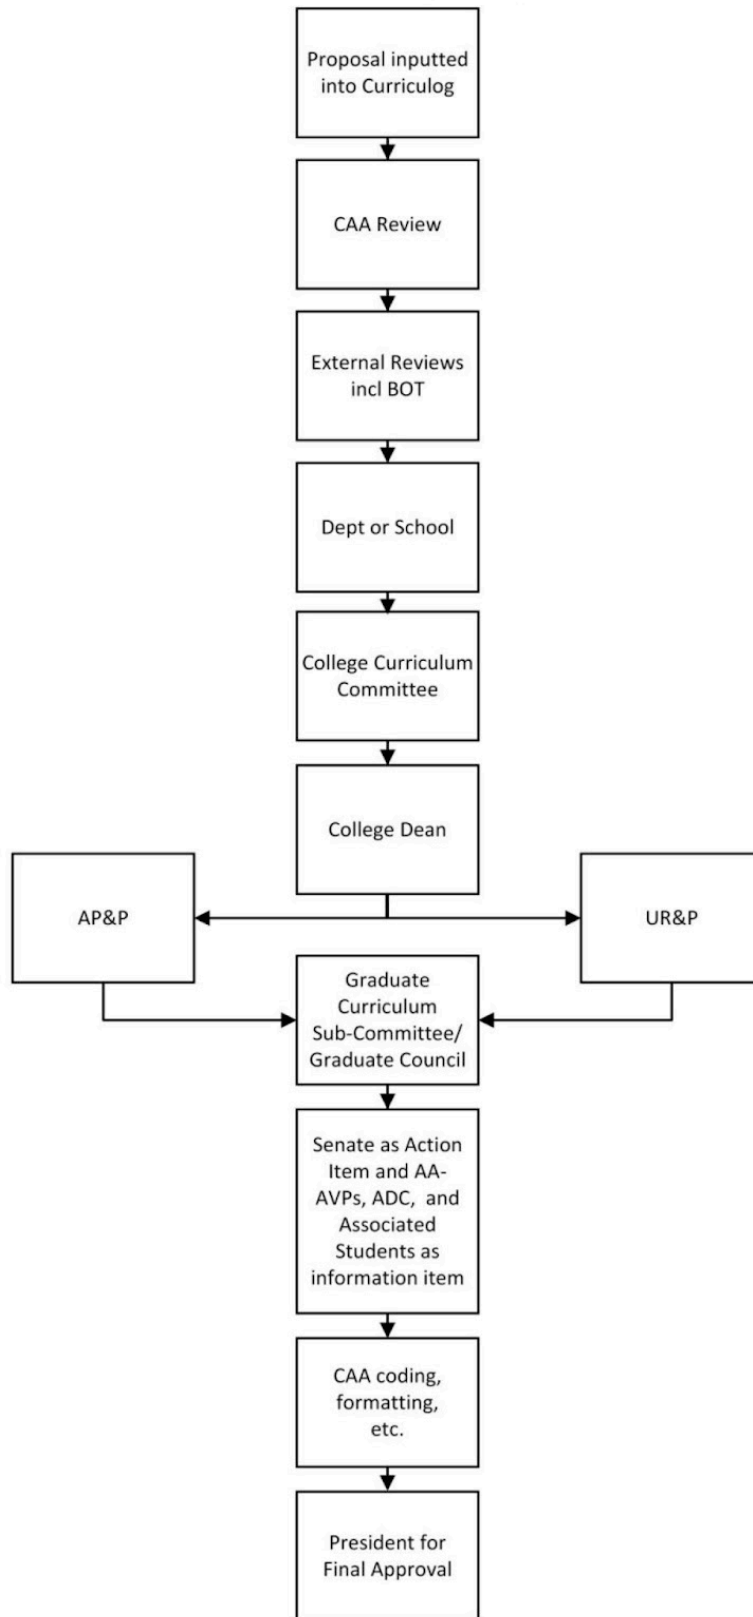 Proposal inputted
into Curriculog
CAA Review
External Reviews
incl BOT
Dept or School
College Curriculum
Committee
College Dean
AP&P
UR&P
Graduate
Curriculum
Sub-Committee/
Graduate Council
Senate as Action
Item and AA-
AVPs, ADC,  and
Associated
Students as
information item
CAA coding,
formatting,
etc.
President for
Final Approval